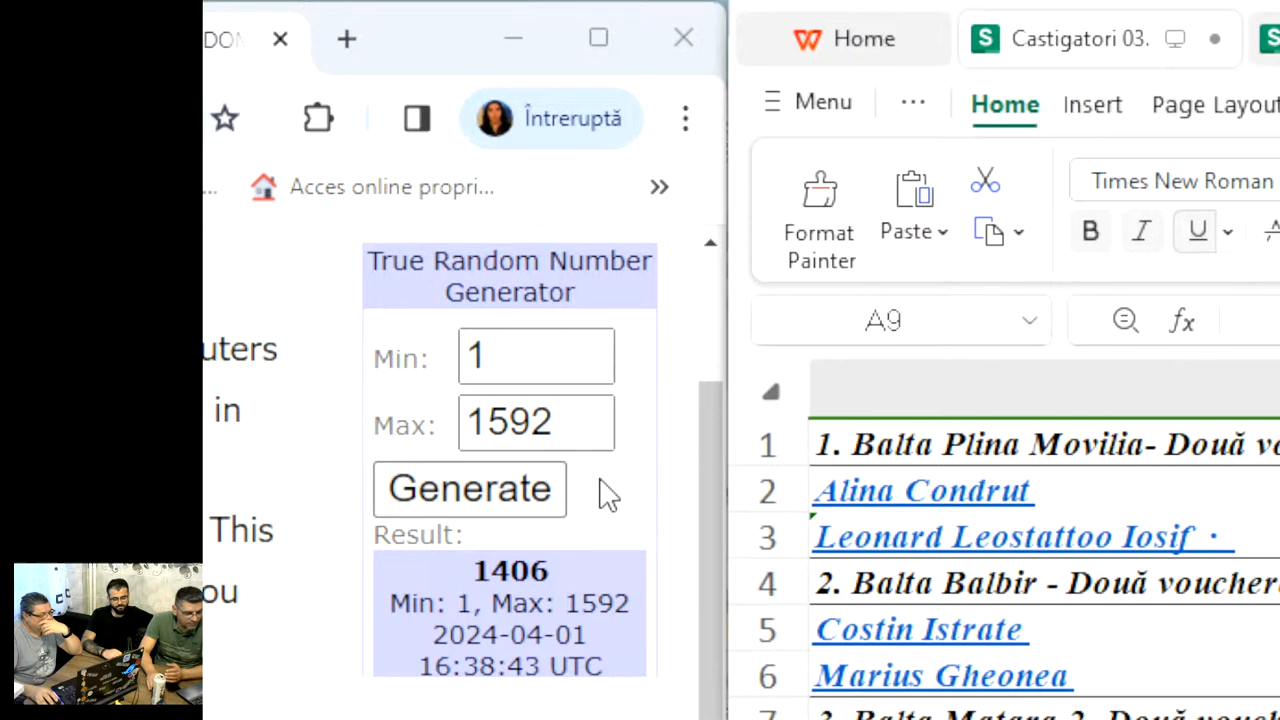 Home
Castigatori 03.
Menu
...
Home
Insert
Page Layou
Întreruptă
...
Acces online propri...
Format
Painter
Paste
Times New Roman
B
I
U
A9
fx
True Random Number
Generator
Min:
1
Max:
1592
Generate
Result:
1406
Min: 1, Max: 1592
2024-04-01
16:38:43 UTC
uters
in
This
ou
1
1. Balta Plina Movilia- Două vo
2
Alina Condrut
3
Leonard Leostattoo Iosif ·
4
2. Balta Balbir - Două voucher
5
Costin Istrate
6
Marius Gheonea